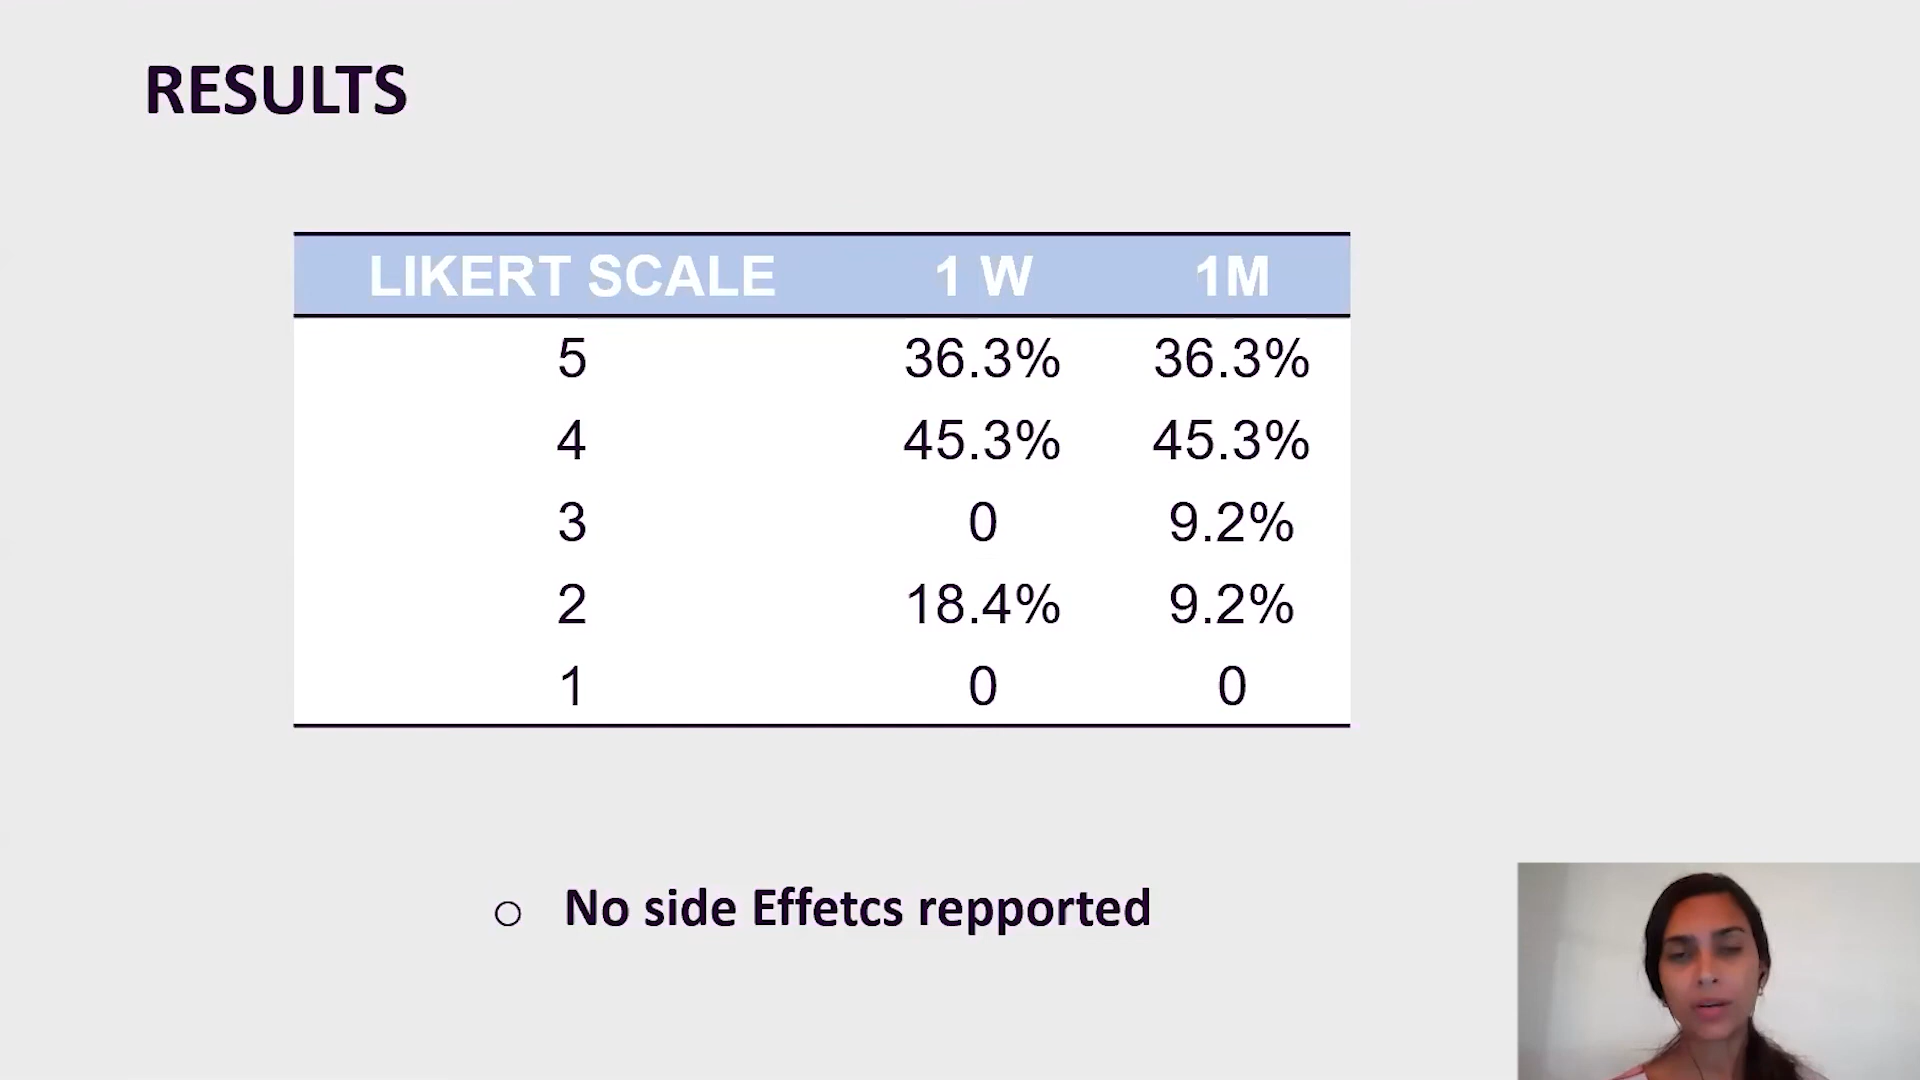 RESULTS
LIKERT SCALE 1 W 1M
5 36.3% 36.3%
4 45.3% 45.3%
3 0 9.2%
2 18.4% 9.2%
1 0 0
o No side Effetcs repported